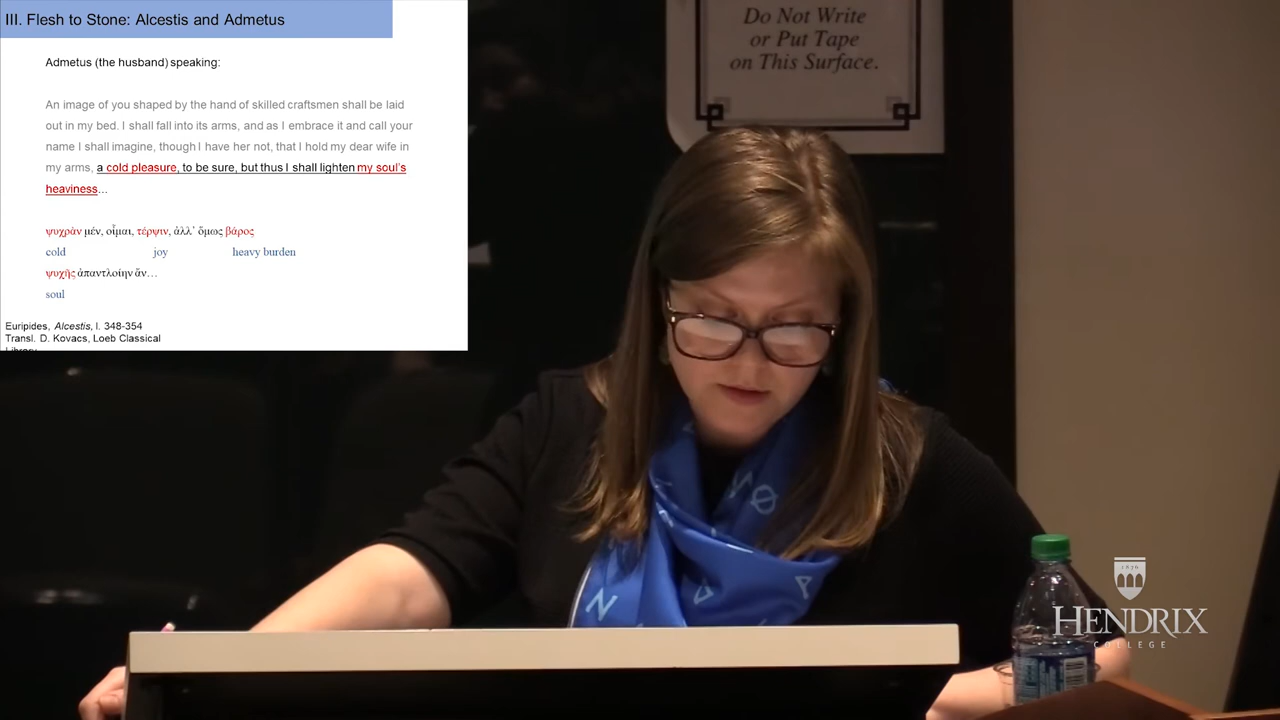 III. Flesh to Stone: Alcestis and Admetus
Admetus (the husband) speaking:
An image of you shaped by the hand of skilled craftsmen shall be laid
out in my bed. I shall fall into its arms, and as I embrace it and call your
name I shall imagine, though I have her not, that I hold my dear wife in
my arms, a cold pleasure, to be sure, but thus I shall lighten my soul's
heaviness...
ψυχρὰν μέν, οἶμαι, τέρψιν, ἀλλ᾽ ὅμως βάρος
cold joy heavy burden
ψυχῆς ἀπαντλοίην ἄν…
soul
Euripides, Alcestis, l. 348-354
Transl. D. Kovacs, Loeb Classical
Library
Do Not Write
or Put Tape
on This Surface.
N
Φ
Δ
P
1876
HENDRIX
COLLEGE